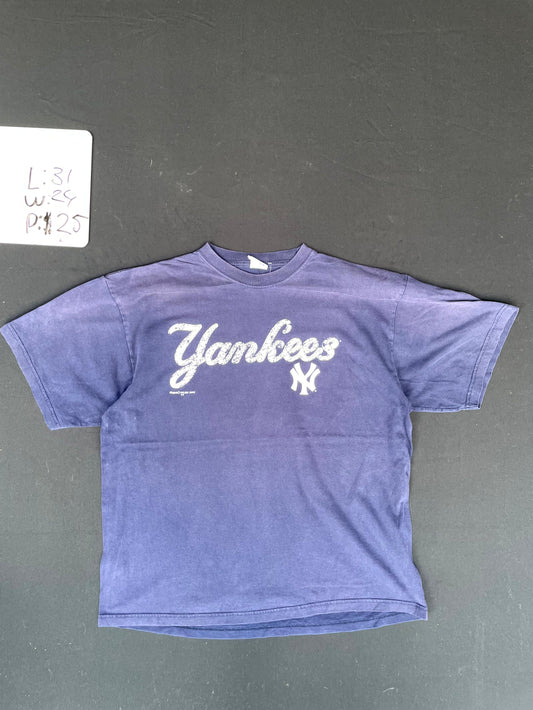 L: 31
W: 24
P: $25
Yankees
NY